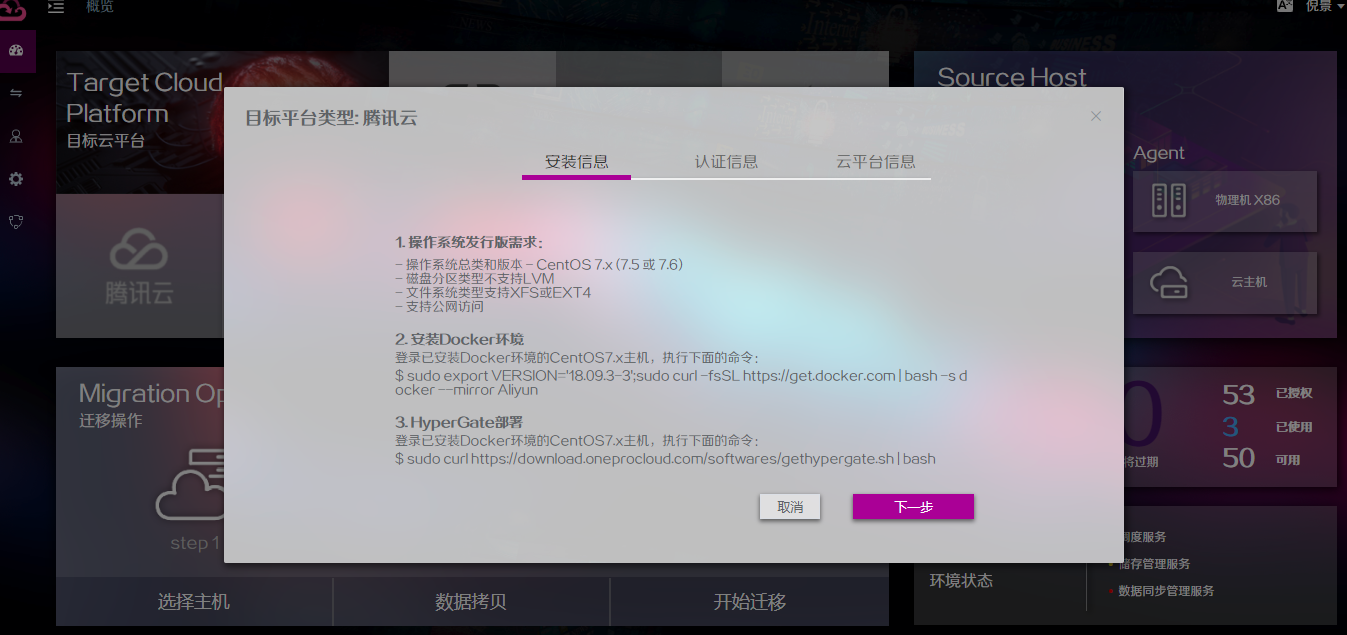 概览
倪景
Target Cloud
Platform
目标云平台
Source Host
目标平台类型: 腾讯云
安装信息
认证信息
云平台信息
Agent
物理机 X86
云主机
腾讯云
1. 操作系统发行版需求:
- 操作系统总类和版本 - CentOS 7.x (7.5 或 7.6)
- 磁盘分区类型不支持LVM
- 文件系统类型支持XFS或EXT4
- 支持公网访问
2. 安装Docker环境
登录已安装Docker环境的CentOS7.x主机，执行下面的命令:
$ sudo export VERSION='18.09.3-3';sudo curl -fsSL https://get.docker.com | bash -s d
ocker --mirror Aliyun
3. HyperGate部署
登录已安装Docker环境的CentOS7.x主机，执行下面的命令:
$ sudo curl https://download.oneprocloud.com/softwares/gethypergate.sh | bash
取消
下一步
Migration Op
迁移操作
step 1
选择主机
数据拷贝
开始迁移
0
将过期
53 已授权
3 已使用
50 可用
环境状态
调度服务
储存管理服务
数据同步管理服务